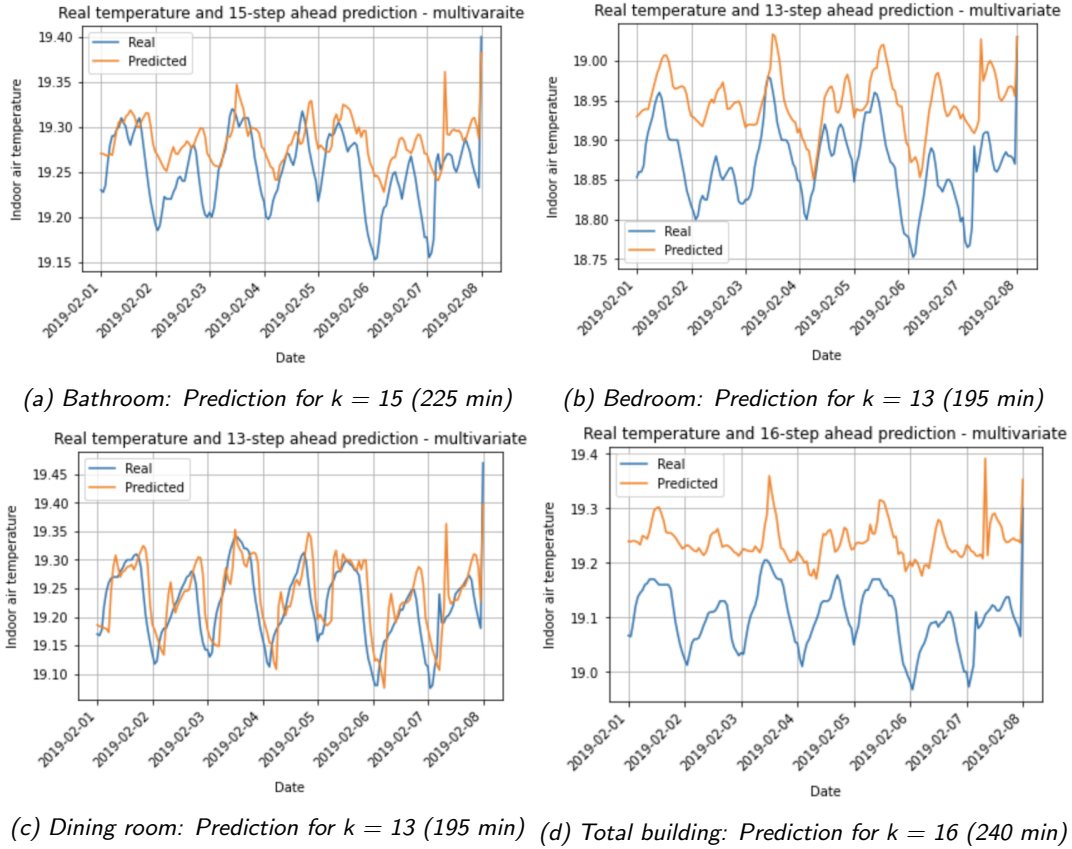 Real temperature and 15-step ahead prediction - multivaraite
Indoor air temperature
19.40
19.35
19.30
19.25
19.20
19.15
Real
Predicted
2019-02-01
2019-02-02
2019-02-03
2019-02-04
2019-02-05
2019-02-06
2019-02-07
2019-02-08
Date
(a) Bathroom: Prediction for k = 15 (225 min)
Real temperature and 13-step ahead prediction - multivariate
Indoor air temperature
19.00
18.95
18.90
18.85
18.80
18.75
Real
Predicted
2019-02-01
2019-02-02
2019-02-03
2019-02-04
2019-02-05
2019-02-06
2019-02-07
2019-02-08
Date
(b) Bedroom: Prediction for k = 13 (195 min)
Real temperature and 13-step ahead prediction - multivariate
Indoor air temperature
19.45
19.40
19.35
19.30
19.25
19.20
19.15
19.10
Real
Predicted
2019-02-01
2019-02-02
2019-02-03
2019-02-04
2019-02-05
2019-02-06
2019-02-07
2019-02-08
Date
(c) Dining room: Prediction for k = 13 (195 min)
Real temperature and 16-step ahead prediction - multivariate
Indoor air temperature
19.4
19.3
19.2
19.1
19.0
Real
Predicted
2019-02-01
2019-02-02
2019-02-03
2019-02-04
2019-02-05
2019-02-06
2019-02-07
2019-02-08
Date
(d) Total building: Prediction for k = 16 (240 min)